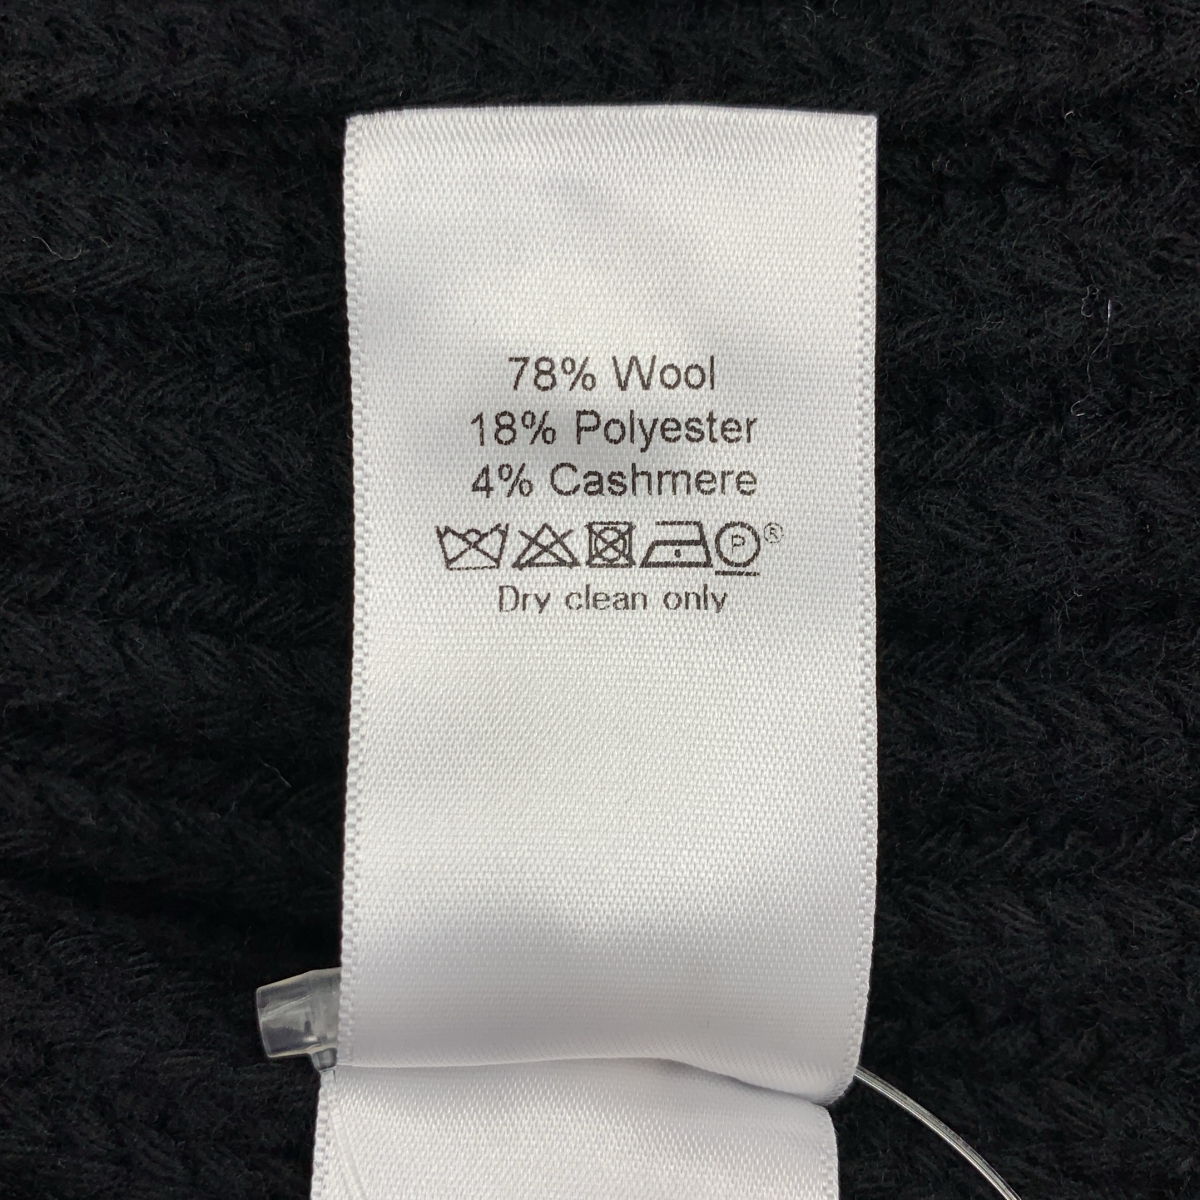 78% Wool
18% Polyester
4% Cashmere
P ®
Dry clean only